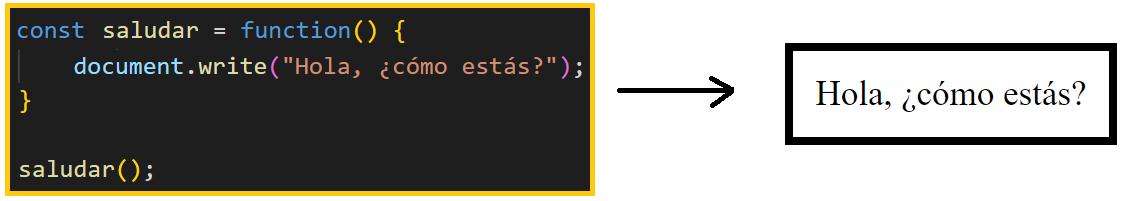 const saludar = function() {
    document.write("Hola, ¿cómo estás?");
}
saludar();
Hola, ¿cómo estás?